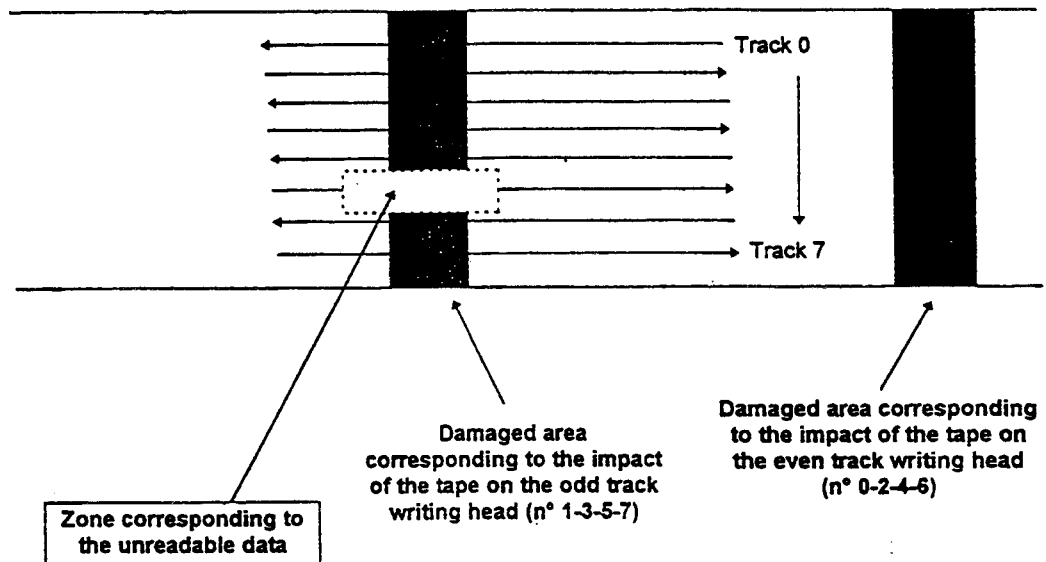 Track 0
Track 7
Damaged area
corresponding to the impact
of the tape on the odd track
writing head (n° 1-3-5-7)
Damaged area corresponding
to the impact of the tape on
the even track writing head
(n° 0-2-4-6)
Zone corresponding to
the unreadable data